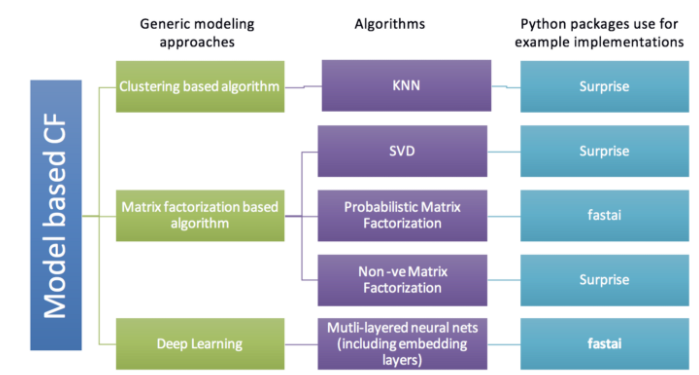 Generic modeling
approaches
Algorithms
Python packages use for
example implementations
Model based CF
Clustering based algorithm
KNN
Surprise
Matrix factorization based
algorithm
SVD
Surprise
Probabilistic Matrix
Factorization
fastai
Non -ve Matrix
Factorization
Surprise
Deep Learning
Mutli-layered neural nets
(including embedding
layers)
fastai